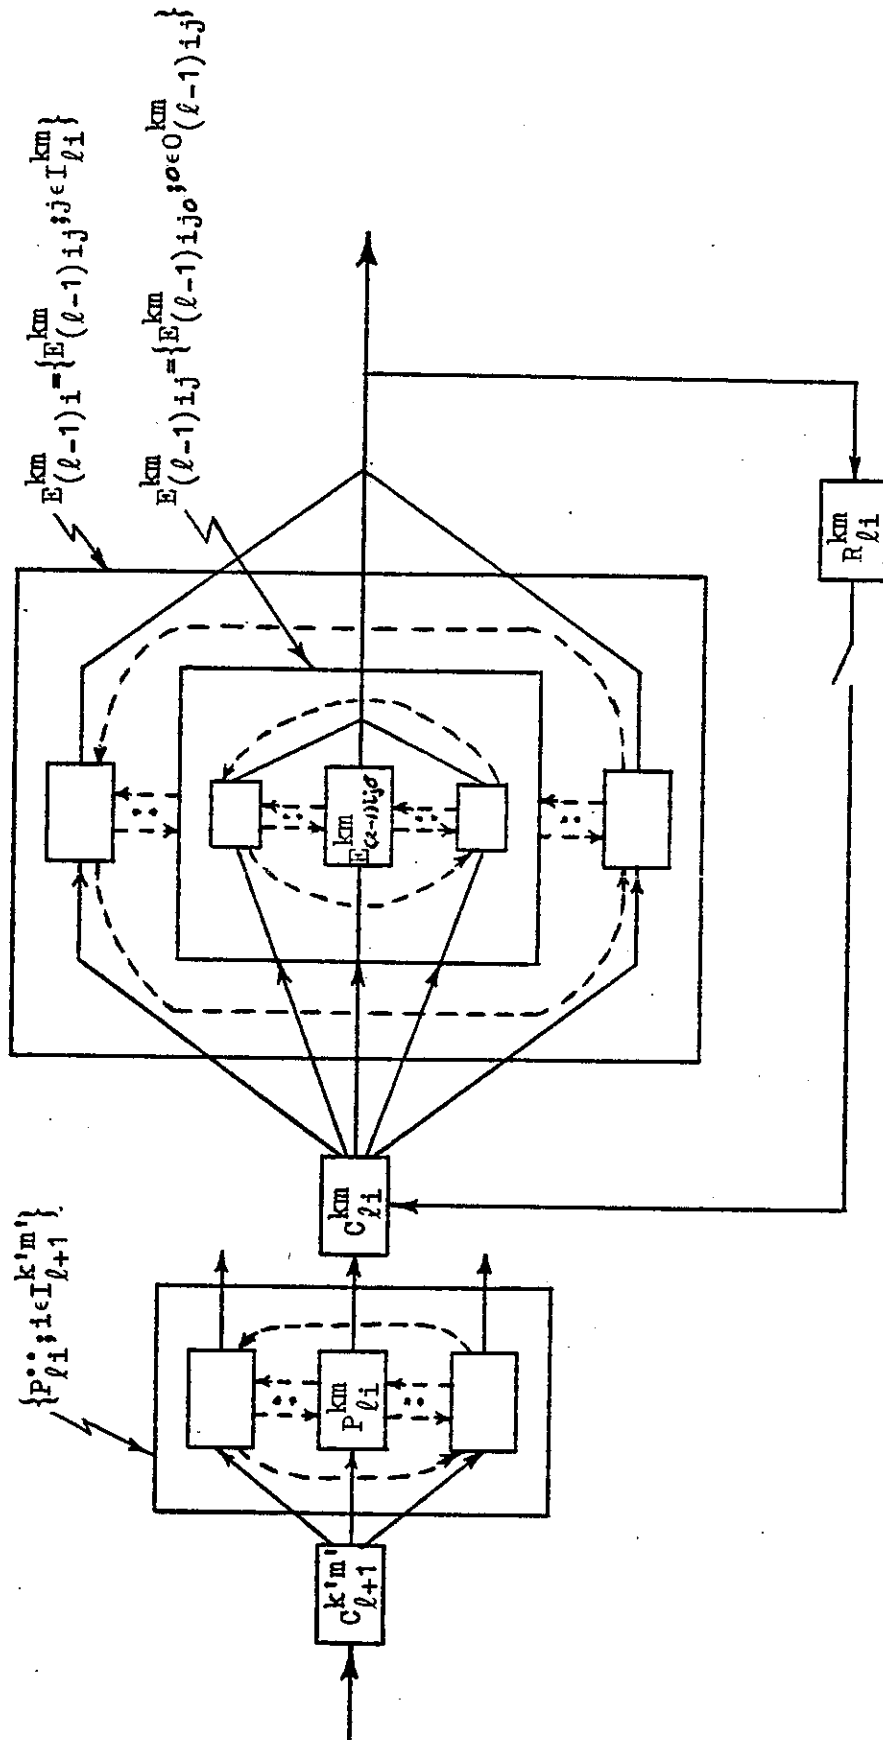 E^{km}_{(ℓ-1)i}={E^{km}_{(ℓ-1)ij};j∈I^{km}_{ℓi}}
E^{km}_{(ℓ-1)ij}={E^{km}_{(ℓ-1)ijo};o∈O^{km}_{(ℓ-1)ij}}
{P^{••}_{ℓi};i∈I^{k'm'}_{ℓ+1}}
C^{k'm'}_{ℓ+1}
P^{km}_{ℓi}
C^{km}_{ℓi}
E^{km}_{(ℓ-1)ijo}
R^{km}_{ℓi}